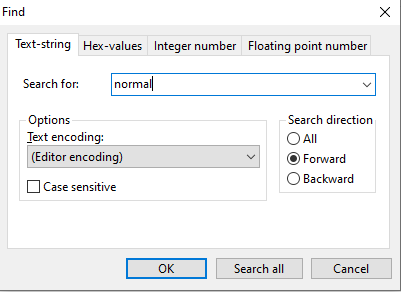 Find
Text-string Hex-values Integer number Floating point number
Search for: normal
Options
Text encoding:
(Editor encoding)
Case sensitive
Search direction
All
Forward
Backward
OK Search all Cancel